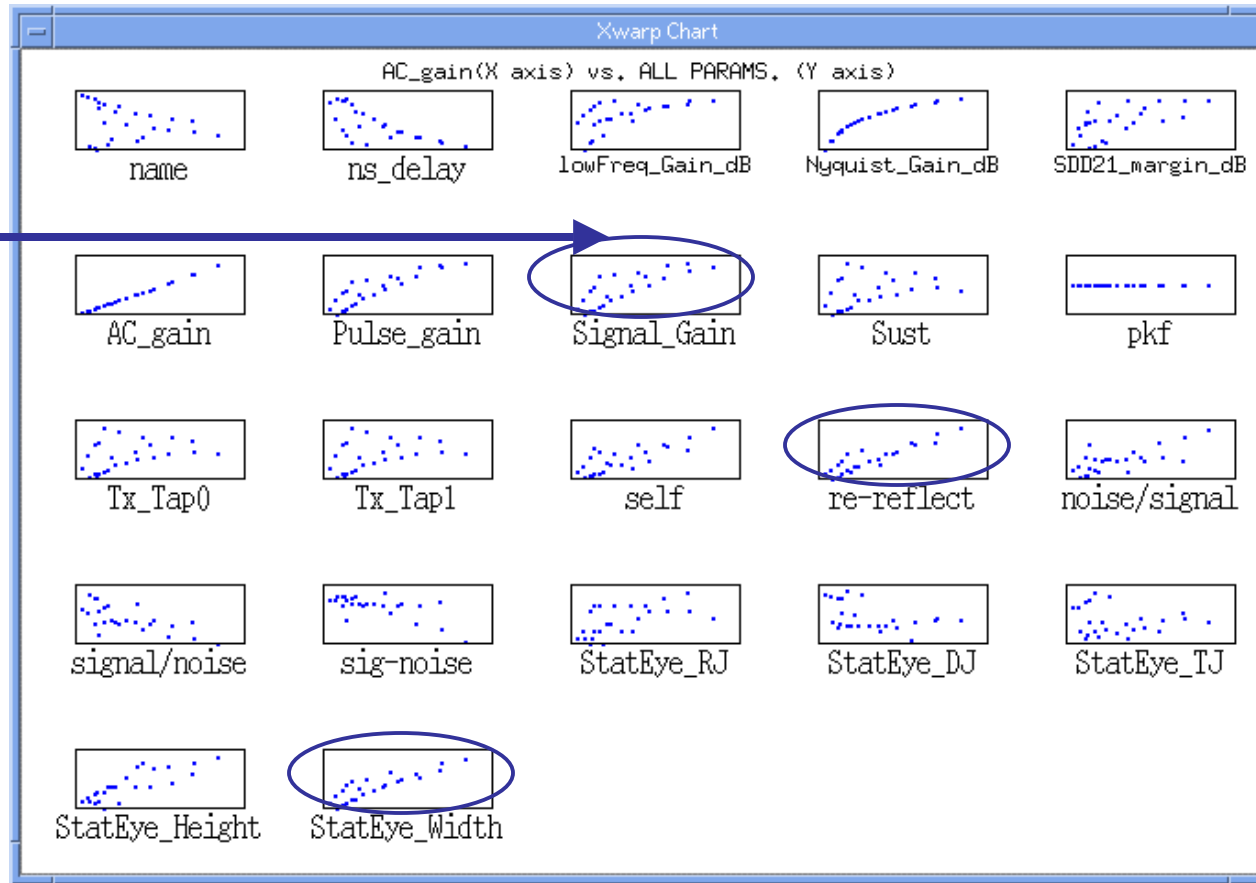 Xwarp Chart
AC_gain(X axis) vs. ALL PARAMS. (Y axis)
name ns_delay lowFreq_Gain_dB Nyquist_Gain_dB SDD21_margin_dB
AC_gain Pulse_gain Signal_Gain Sust pkf
Tx_Tap0 Tx_Tap1 self re-reflect noise/signal
signal/noise sig-noise StatEye_RJ StatEye_DJ StatEye_TJ
StatEye_Height StatEye_Width